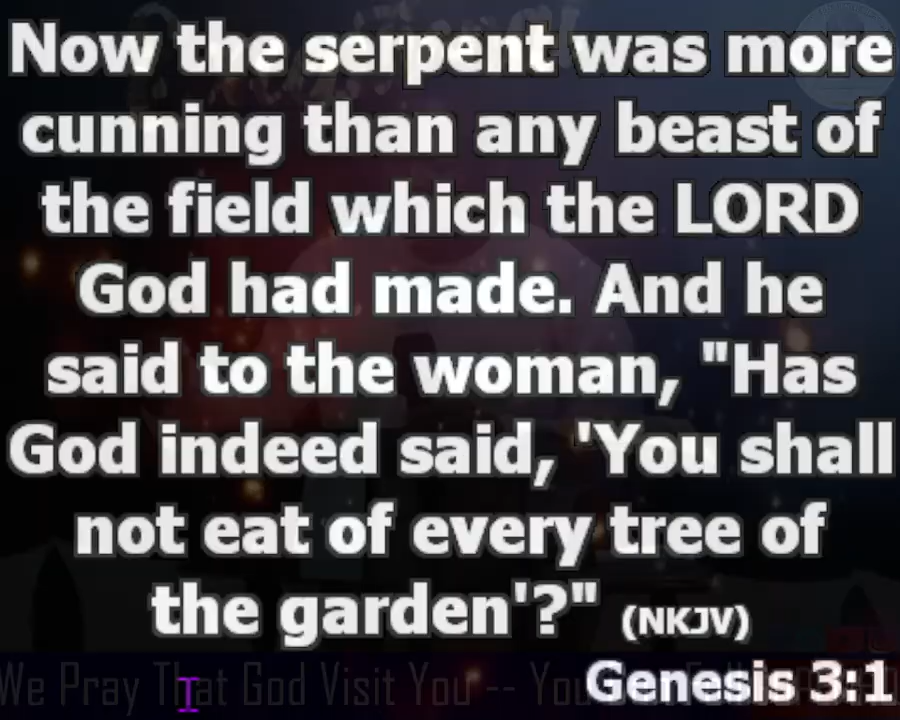 Now the serpent was more
cunning than any beast of
the field which the LORD
God had made. And he
said to the woman, "Has
God indeed said, 'You shall
not eat of every tree of
the garden'?" (NKJV)
We Pray That God Visit You -- You
Genesis 3:1